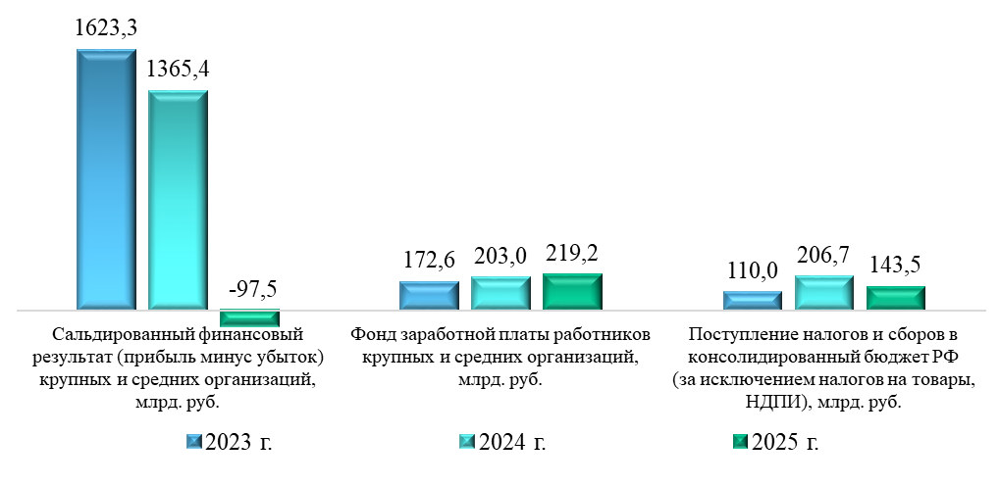 1623,3
1365,4
-97,5
172,6
203,0
219,2
110,0
206,7
143,5
Сальдированный финансовый
результат (прибыль минус убыток)
крупных и средних организаций,
млрд. руб.
Фонд заработной платы работников
крупных и средних организаций,
млрд. руб.
Поступление налогов и сборов в
консолидированный бюджет РФ
(за исключением налогов на товары,
НДПИ), млрд. руб.
2023 г.
2024 г.
2025 г.